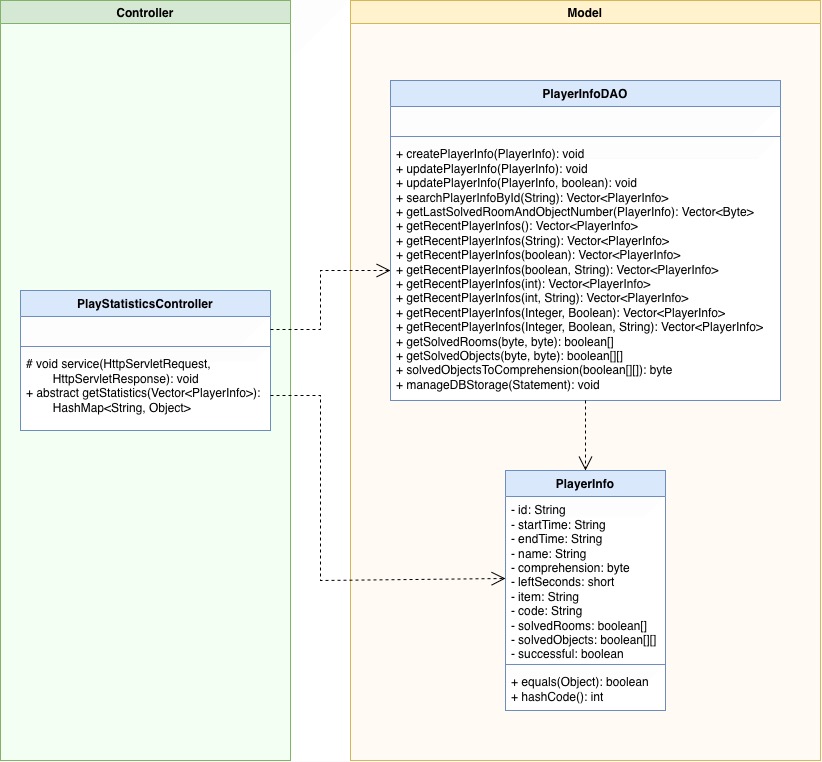 Controller
Model
PlayerInfoDAO
+ createPlayerInfo(PlayerInfo): void
+ updatePlayerInfo(PlayerInfo): void
+ updatePlayerInfo(PlayerInfo, boolean): void
+ searchPlayerInfoById(String): Vector<PlayerInfo>
+ getLastSolvedRoomAndObjectNumber(PlayerInfo): Vector<Byte>
+ getRecentPlayerInfos(): Vector<PlayerInfo>
+ getRecentPlayerInfos(String): Vector<PlayerInfo>
+ getRecentPlayerInfos(boolean): Vector<PlayerInfo>
+ getRecentPlayerInfos(boolean, String): Vector<PlayerInfo>
+ getRecentPlayerInfos(int): Vector<PlayerInfo>
+ getRecentPlayerInfos(int, String): Vector<PlayerInfo>
+ getRecentPlayerInfos(Integer, Boolean): Vector<PlayerInfo>
+ getRecentPlayerInfos(Integer, Boolean, String): Vector<PlayerInfo>
+ getSolvedRooms(byte, byte): boolean[]
+ getSolvedObjects(byte, byte): boolean[][]
+ solvedObjectsToComprehension(boolean[][]): byte
+ manageDBStorage(Statement): void
PlayStatisticsController
# void service(HttpServletRequest,
HttpServletResponse): void
+ abstract getStatistics(Vector<PlayerInfo>):
HashMap<String, Object>
PlayerInfo
- id: String
- startTime: String
- endTime: String
- name: String
- comprehension: byte
- leftSeconds: short
- item: String
- code: String
- solvedRooms: boolean[]
- solvedObjects: boolean[][]
- successful: boolean
+ equals(Object): boolean
+ hashCode(): int